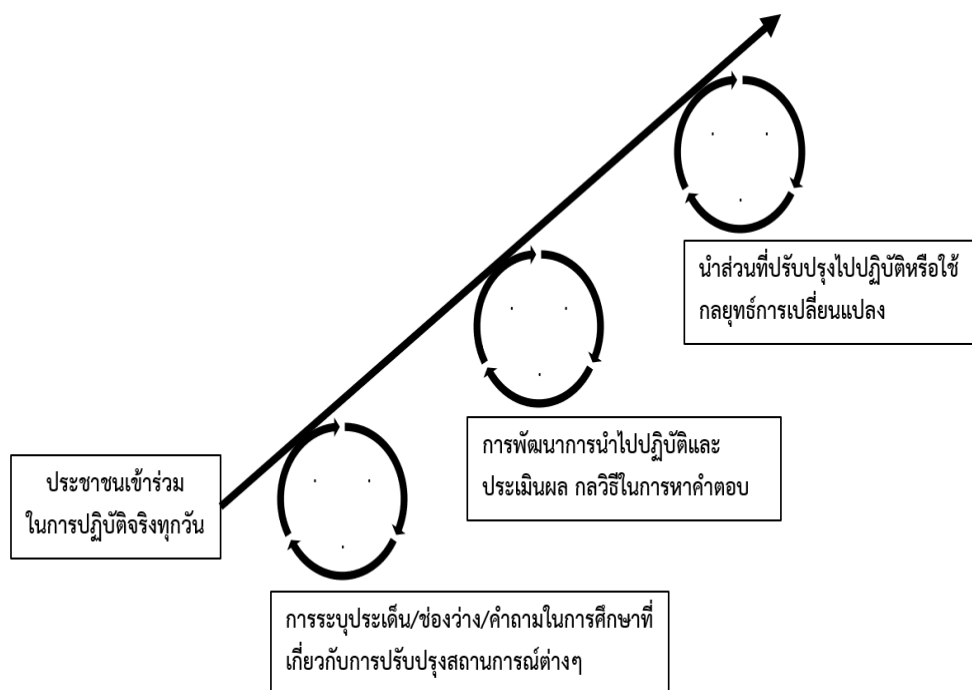 นำส่วนที่ปรับปรุงไปปฏิบัติหรือใช้
กลยุทธ์การเปลี่ยนแปลง
การพัฒนาการนำไปปฏิบัติและ
ประเมินผล กลวิธีในการหาคำตอบ
ประชาชนเข้าร่วม
ในการปฏิบัติจริงทุกวัน
การระบุประเด็น/ช่องว่าง/คำถามในการศึกษาที่
เกี่ยวกับการปรับปรุงสถานการณ์ต่างๆ